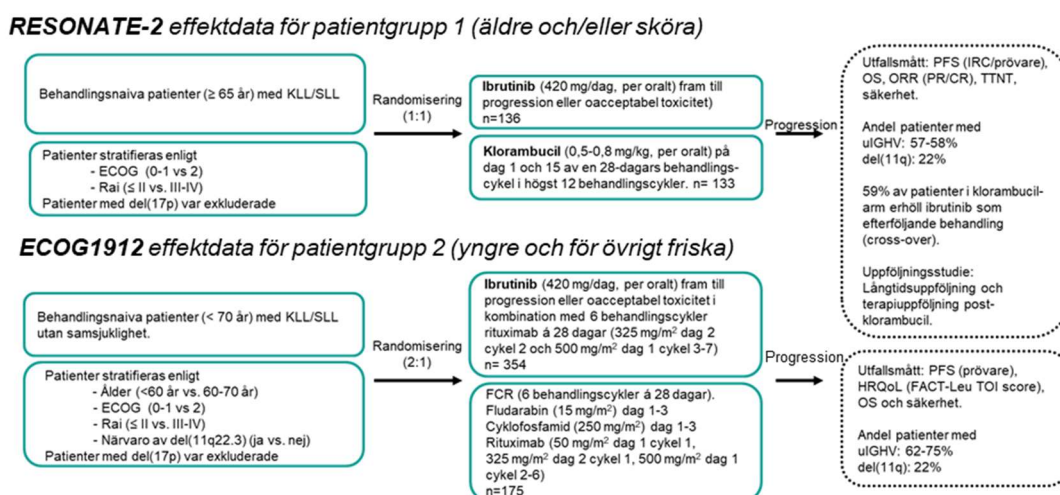 RESONATE-2 effektdata för patientgrupp 1 (äldre och/eller sköra)
Behandlingsnaiva patienter (≥ 65 år) med KLL/SLL
Patienter stratifieras enligt
- ECOG (0-1 vs 2)
- Rai (≤ II vs. III-IV)
Patienter med del(17p) var exkluderade
Randomisering
(1:1)
Ibrutinib (420 mg/dag, per oralt) fram till
progression eller oacceptabel toxicitet)
n=136
Klorambucil (0,5-0,8 mg/kg, per oralt) på
dag 1 och 15 av en 28-dagars behandlings-
cykel i högst 12 behandlingscykler. n= 133
Progression
Utfallsmått: PFS (IRC/prövare),
OS, ORR (PR/CR), TTNT,
säkerhet.
Andel patienter med
uIGHV: 57-58%
del(11q): 22%
59% av patienter i klorambucil-
arm erhöll ibrutinib som
efterföljande behandling
(cross-over).
Uppföljningsstudie:
Långtidsuppföljning och
terapiuppföljning post-
klorambucil.
ECOG1912 effektdata för patientgrupp 2 (yngre och för övrigt friska)
Behandlingsnaiva patienter (< 70 år) med KLL/SLL
utan samsjuklighet.
Patienter stratifieras enligt
- Ålder (<60 år vs. 60-70 år)
- ECOG (0-1 vs 2)
- Rai (≤ II vs. III-IV)
- Närvaro av del(11q22.3) (ja vs. nej)
Patienter med del(17p) var exkluderade
Randomisering
(2:1)
Ibrutinib (420 mg/dag, per oralt) fram till
progression eller oacceptabel toxicitet i
kombination med 6 behandlingscykler
rituximab á 28 dagar (325 mg/m² dag 2
cykel 2 och 500 mg/m² dag 1 cykel 3-7)
n= 354
FCR (6 behandlingscykler á 28 dagar).
Fludarabin (15 mg/m²) dag 1-3
Cyklofosfamid (250 mg/m²) dag 1-3
Rituximab (50 mg/m² dag 1 cykel 1,
325 mg/m² dag 2 cykel 1, 500 mg/m² dag 1
cykel 2-6)
n=175
Progression
Utfallsmått: PFS (prövare),
HRQoL (FACT-Leu TOI score),
OS och säkerhet.
Andel patienter med
uIGHV: 62-75%
del(11q): 22%